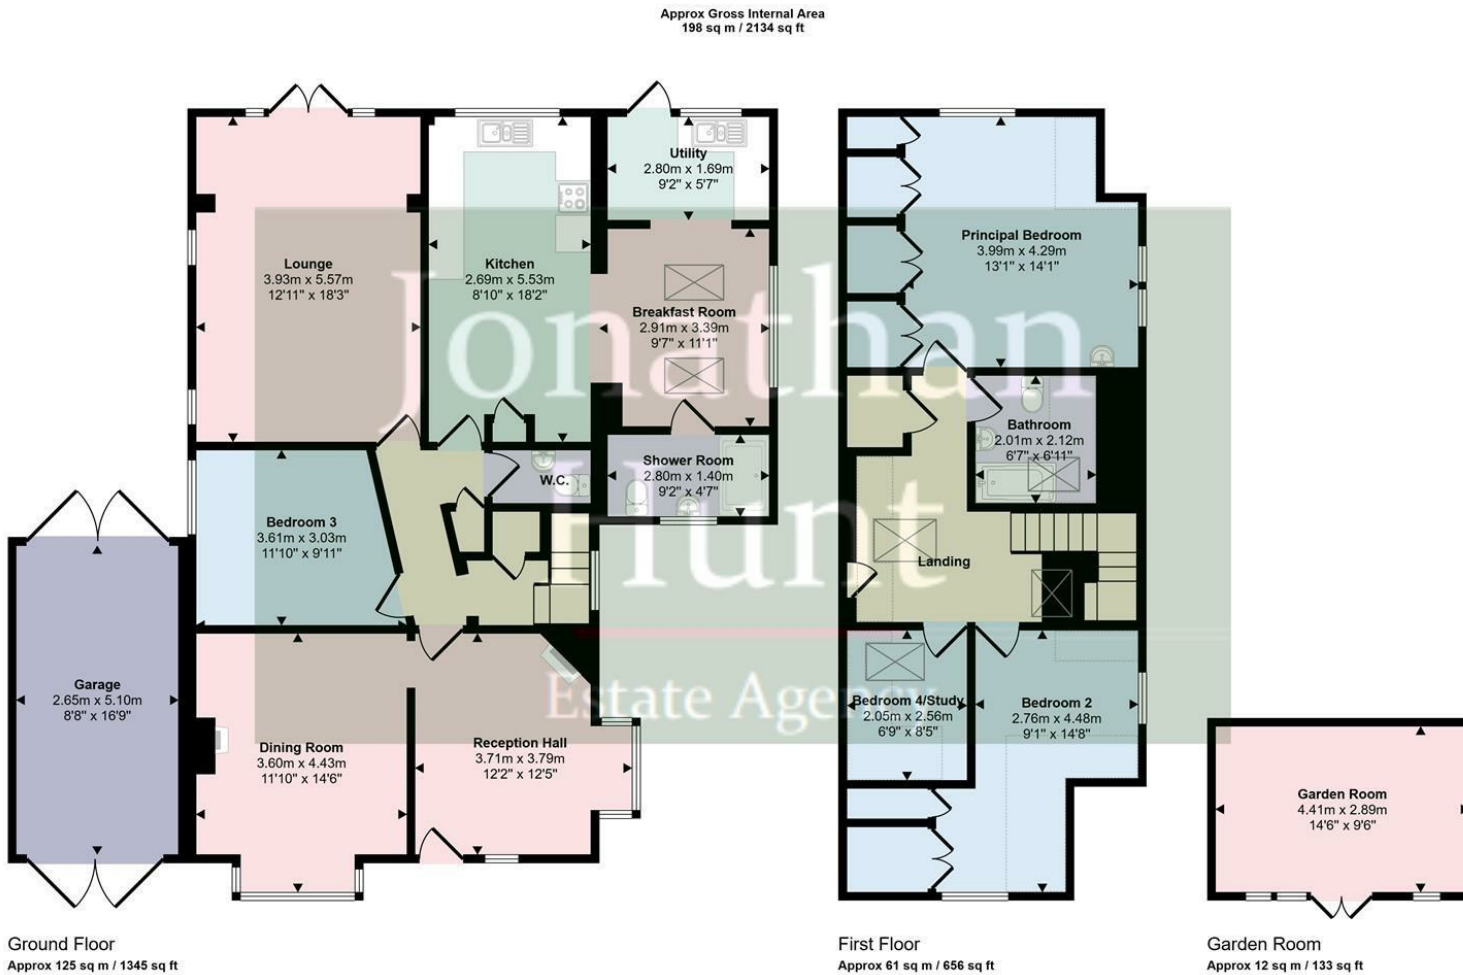 Approx Gross Internal Area
198 sq m / 2134 sq ft
Utility
2.80m x 1.69m
9'2" x 5'7"
Lounge
3.93m x 5.57m
12'11" x 18'3"
Kitchen
2.69m x 5.53m
8'10" x 18'2"
Breakfast Room
2.91m x 3.39m
9'7" x 11'1"
Principal Bedroom
3.99m x 4.29m
13'1" x 14'1"
Jonathan
Hunt
Estate Agency
Shower Room
2.80m x 1.40m
9'2" x 4'7"
W.C.
Bathroom
2.01m x 2.12m
6'7" x 6'11"
Bedroom 3
3.61m x 3.03m
11'10" x 9'11"
Landing
Garage
2.65m x 5.10m
8'8" x 16'9"
Dining Room
3.60m x 4.43m
11'10" x 14'6"
Reception Hall
3.71m x 3.79m
12'2" x 12'5"
Bedroom 4/Study
2.05m x 2.56m
6'9" x 8'5"
Bedroom 2
2.76m x 4.48m
9'1" x 14'8"
Garden Room
4.41m x 2.89m
14'6" x 9'6"
Ground Floor
Approx 125 sq m / 1345 sq ft
First Floor
Approx 61 sq m / 656 sq ft
Garden Room
Approx 12 sq m / 133 sq ft